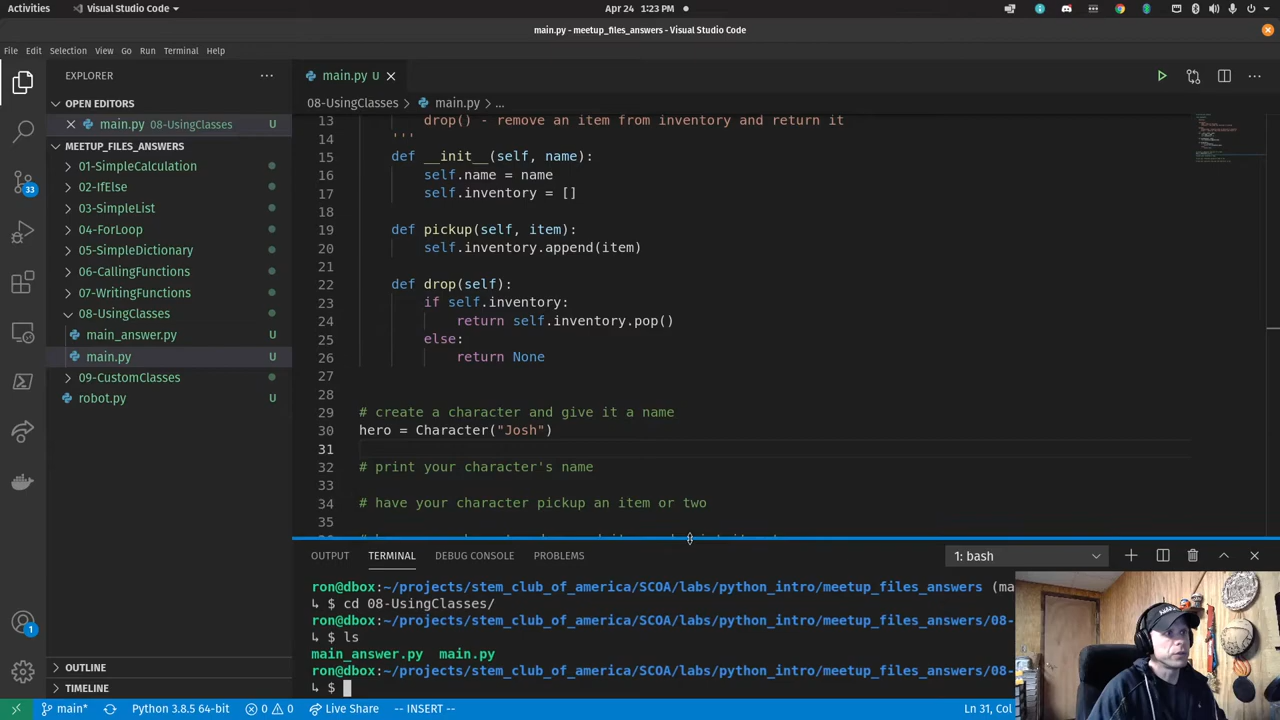 Activities
Visual Studio Code
Apr 24 1:23 PM
main.py - meetup_files_answers - Visual Studio Code
File Edit Selection View Go Run Terminal Help
EXPLORER
main.py U
OPEN EDITORS
08-UsingClasses > main.py > ...
main.py 08-UsingClasses U
MEETUP_FILES_ANSWERS
01-SimpleCalculation
02-IfElse
03-SimpleList
04-ForLoop
05-SimpleDictionary
06-CallingFunctions
07-WritingFunctions
08-UsingClasses
main_answer.py U
main.py U
09-CustomClasses
robot.py U
33
1
OUTLINE
TIMELINE
13 drop() - remove an item from inventory and return it
14 '''
15 def __init__(self, name):
16 self.name = name
17 self.inventory = []
18
19 def pickup(self, item):
20 self.inventory.append(item)
21
22 def drop(self):
23 if self.inventory:
24 return self.inventory.pop()
25 else:
26 return None
27
28
29 # create a character and give it a name
30 hero = Character("Josh")
31
32 # print your character's name
33
34 # have your character pickup an item or two
35
OUTPUT TERMINAL DEBUG CONSOLE PROBLEMS
1: bash
ron@dbox:~/projects/stem_club_of_america/SCOA/labs/python_intro/meetup_files_answers (ma
↳ $ cd 08-UsingClasses/
ron@dbox:~/projects/stem_club_of_america/SCOA/labs/python_intro/meetup_files_answers/08-
↳ $ ls
main_answer.py main.py
ron@dbox:~/projects/stem_club_of_america/SCOA/labs/python_intro/meetup_files_answers/08-
↳ $
main* Python 3.8.5 64-bit 0 0 Live Share -- INSERT -- Ln 31, Col